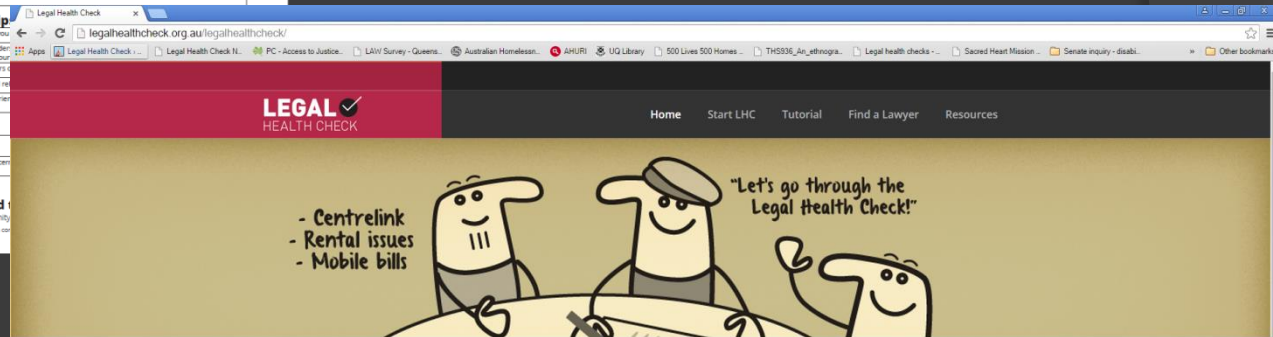 Legal Health Check
legalhealthcheck.org.au/legalhealthcheck/
Apps Legal Health Check - .. Legal Health Check N.. PC - Access to Justice.. LAW Survey - Queens.. Australian Homelessn.. AHURI UQ Library 500 Lives 500 Homes .. THS936_An_ethnogra.. Legal health checks - .. Sacred Heart Mission .. Senate inquiry - disabi.. » Other bookmark
LEGAL
HEALTH CHECK
Home Start LHC Tutorial Find a Lawyer Resources
- Centrelink
- Rental issues
- Mobile bills
"Let's go through the
Legal Health Check!"